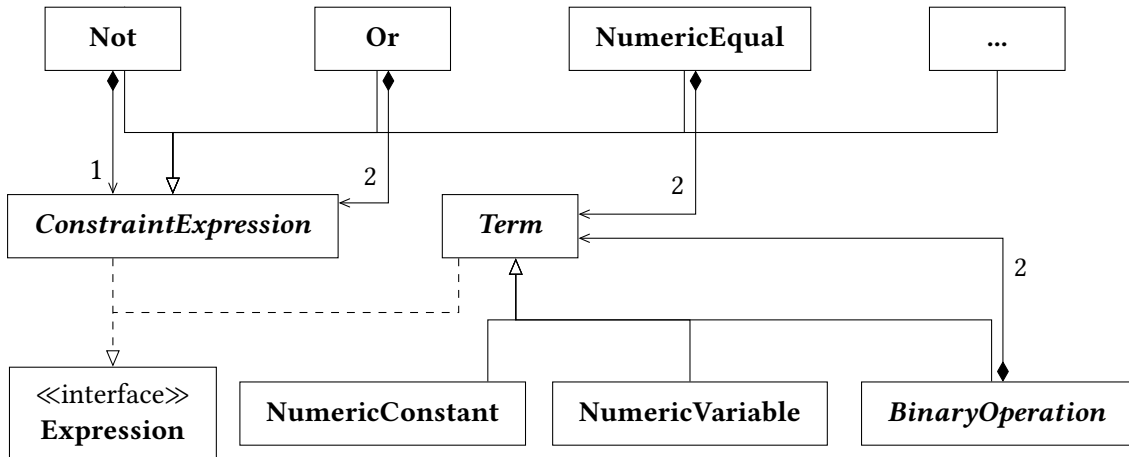 Not
Or
NumericEqual
...
1
2
2
ConstraintExpression
Term
2
≪interface≫
Expression
NumericConstant
NumericVariable
BinaryOperation